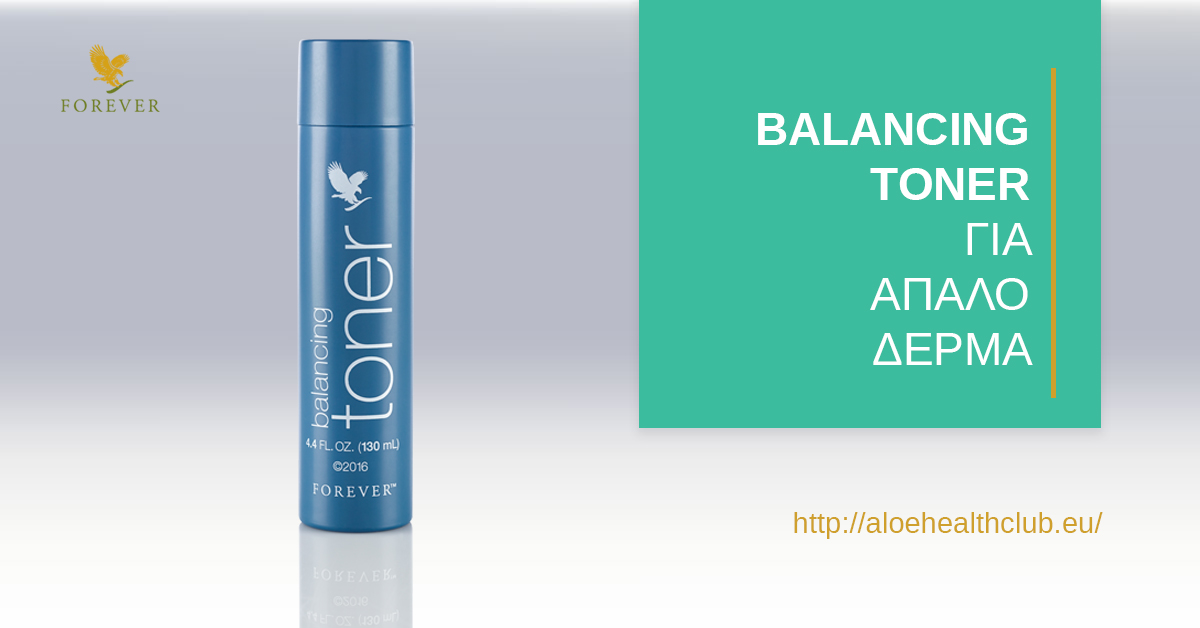 FOREVER
balancing
toner
4.4 FL. OZ. (130 mL)
©2016
FOREVER™
BALANCING
TONER
ΓΙΑ
ΑΠΑΛΟ
ΔΕΡΜΑ
http://aloehealthclub.eu/